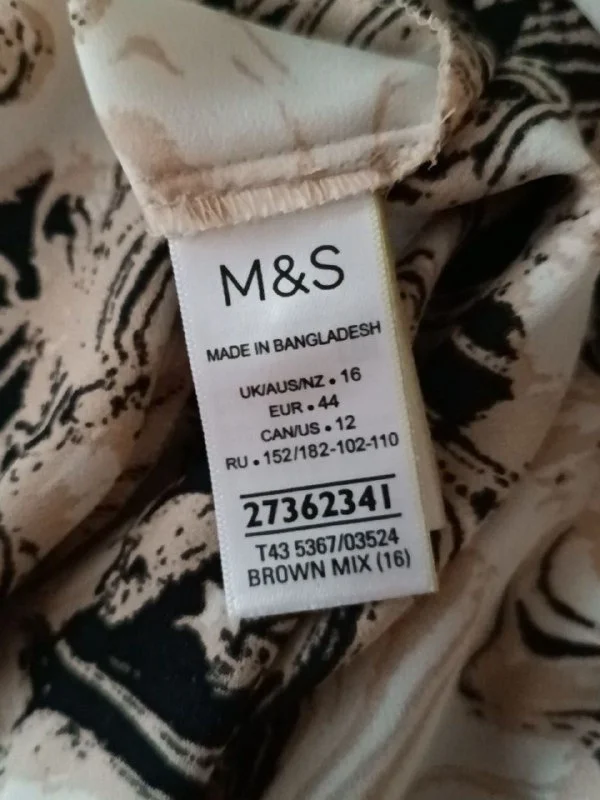 M&S
MADE IN BANGLADESH
UK/AUS/NZ • 16
EUR • 44
CAN/US • 12
RU • 152/182-102-110
27362341
T43 5367/03524
BROWN MIX (16)